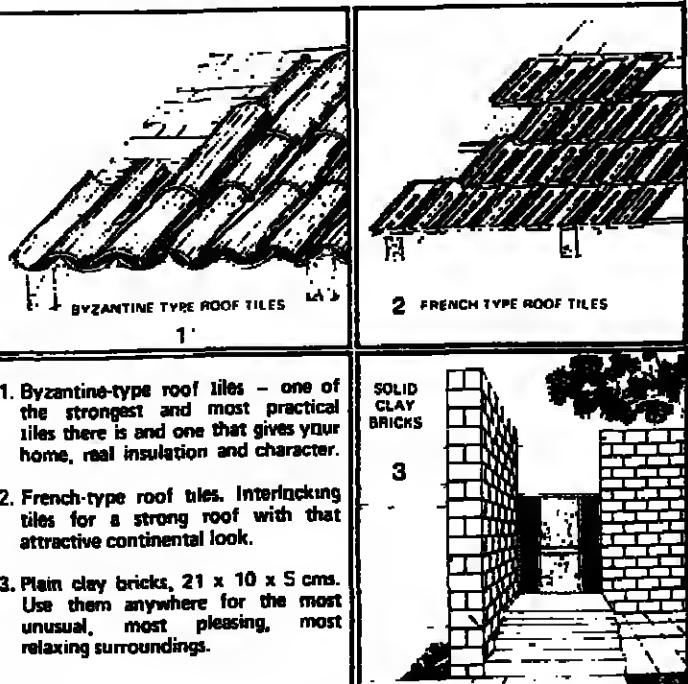 BYZANTINE TYPE ROOF TILES
1
2 FRENCH TYPE ROOF TILES
1. Byzantine-type roof tiles – one of
the strongest and most practical
tiles there is and one that gives your
home, real insulation and character.
2. French-type roof tiles. Interlocking
tiles for a strong roof with that
attractive continental look.
3. Plain clay bricks, 21 x 10 x 5 cms.
Use them anywhere for the most
unusual, most pleasing, most
relaxing surroundings.
SOLID
CLAY
BRICKS
3